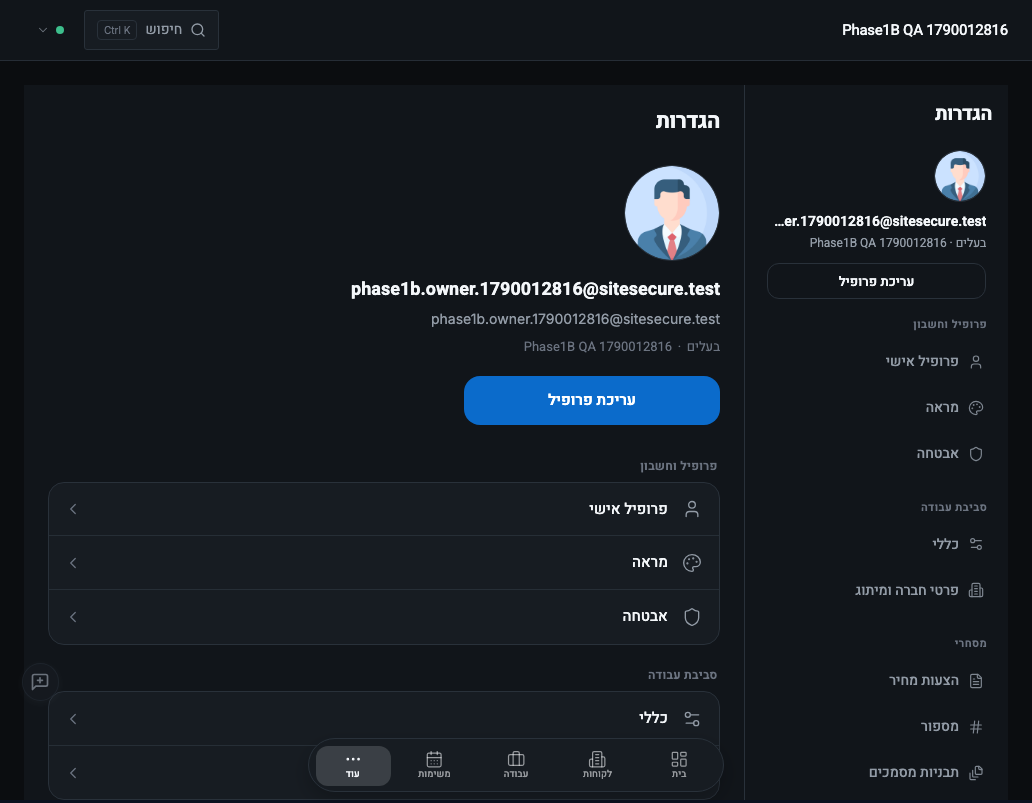 Phase1B QA 1790012816
חיפוש Ctrl K
הגדרות
er.1790012816@sitesecure.test...
בעלים · Phase1B QA 1790012816
עריכת פרופיל
פרופיל וחשבון
פרופיל אישי
מראה
אבטחה
סביבת עבודה
כללי
פרטי חברה ומיתוג
מסחרי
הצעות מחיר
מספור
תבניות מסמכים
הגדרות
phase1b.owner.1790012816@sitesecure.test
phase1b.owner.1790012816@sitesecure.test
בעלים · Phase1B QA 1790012816
עריכת פרופיל
פרופיל וחשבון
פרופיל אישי
מראה
אבטחה
סביבת עבודה
כללי
בית
לקוחות
עבודה
משימות
עוד